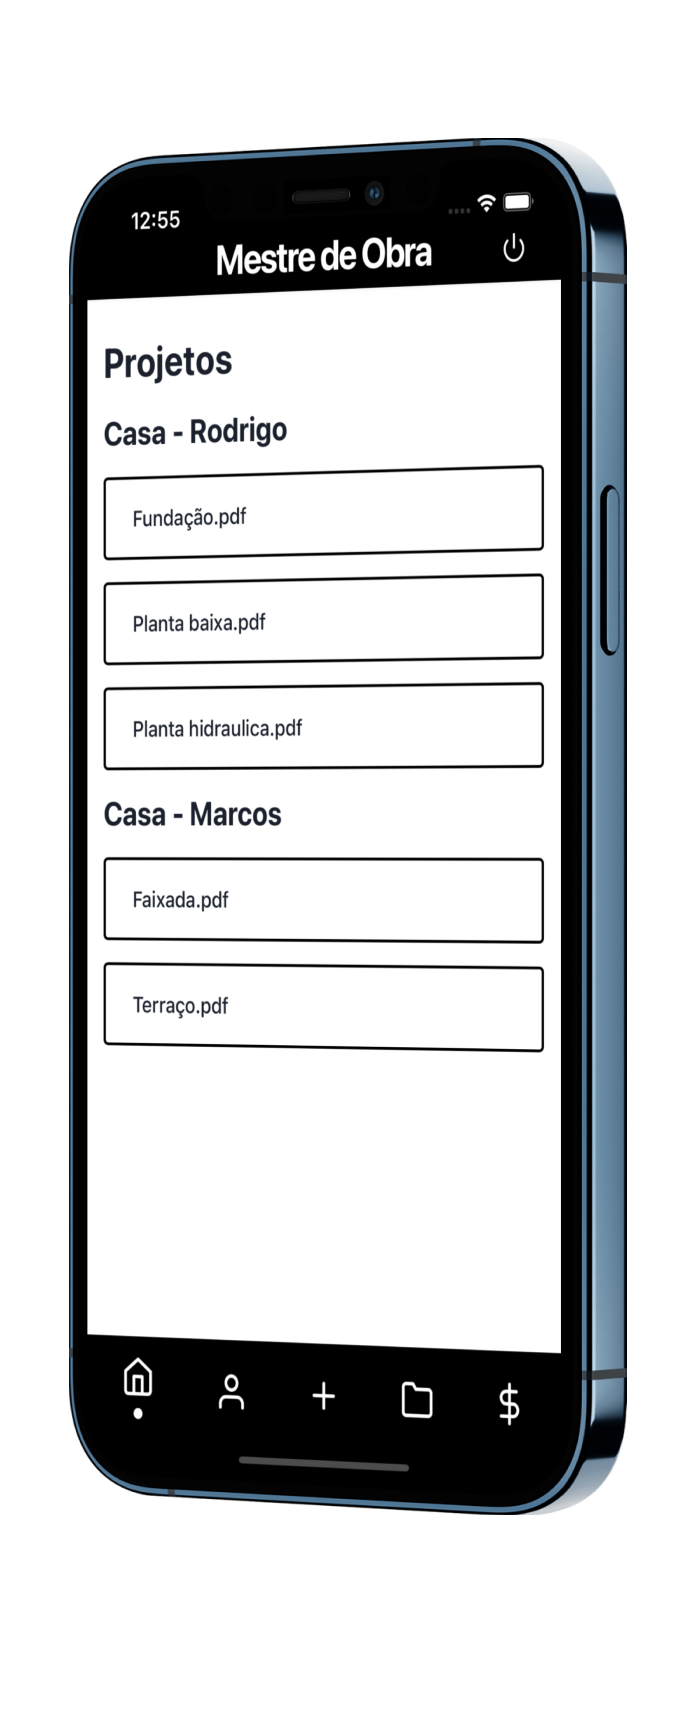 12:55
Mestre de Obra
Projetos
Casa - Rodrigo
Fundação.pdf
Planta baixa.pdf
Planta hidraulica.pdf
Casa - Marcos
Faixada.pdf
Terraço.pdf